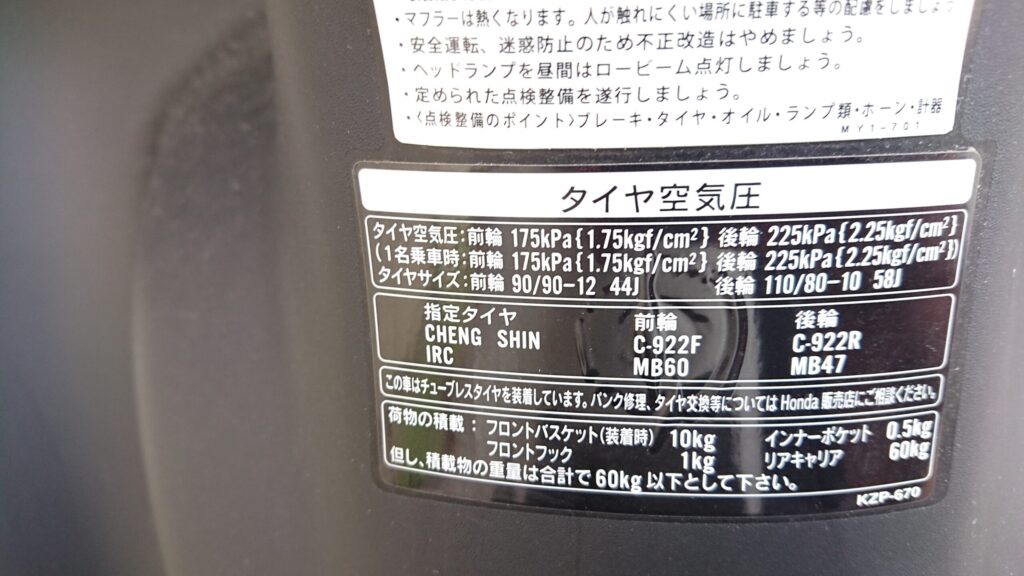 ・マフラーは熱くなります。人が触れにくい場所に駐車する等の配慮をしましょう
・安全運転、迷惑防止のため不正改造はやめましょう。
・ヘッドランプを昼間はロービーム点灯しましょう。
・定められた点検整備を遂行しましょう。
・〈点検整備のポイント〉ブレーキ・タイヤ・オイル・ランプ類・ホーン・計器
MY1-701
タイヤ空気圧
タイヤ空気圧:前輪 175kPa{1.75kgf/cm²} 後輪 225kPa{2.25kgf/cm²}
(1名乗車時:前輪 175kPa{1.75kgf/cm²} 後輪 225kPa{2.25kgf/cm²})
タイヤサイズ:前輪 90/90-12 44J 後輪 110/80-10 58J
指定タイヤ 前輪 後輪
CHENG SHIN C-922F C-922R
IRC MB60 MB47
この車はチューブレスタイヤを装着しています。パンク修理、タイヤ交換等についてはHonda販売店にご相談ください。
荷物の積載:フロントバスケット(装着時) 10kg インナーポケット 0.5kg
フロントフック 1kg リアキャリア 60kg
但し、積載物の重量は合計で60kg以下として下さい。
KZP-670